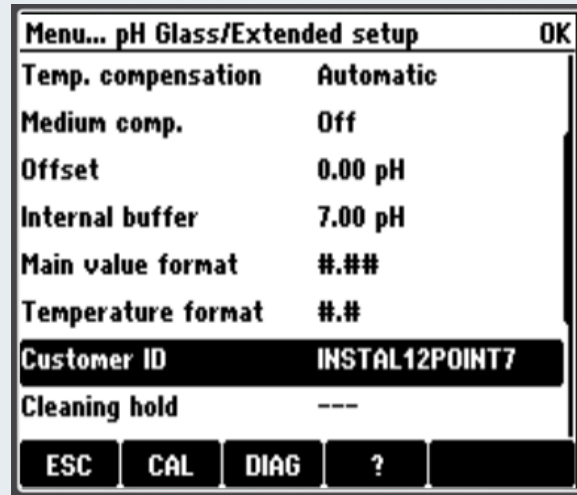 Menu... pH Glass/Extended setup OK
Temp. compensation Automatic
Medium comp. Off
Offset 0.00 pH
Internal buffer 7.00 pH
Main value format #.##
Temperature format #.#
Customer ID INSTAL12POINT7
Cleaning hold ---
ESC CAL DIAG ?